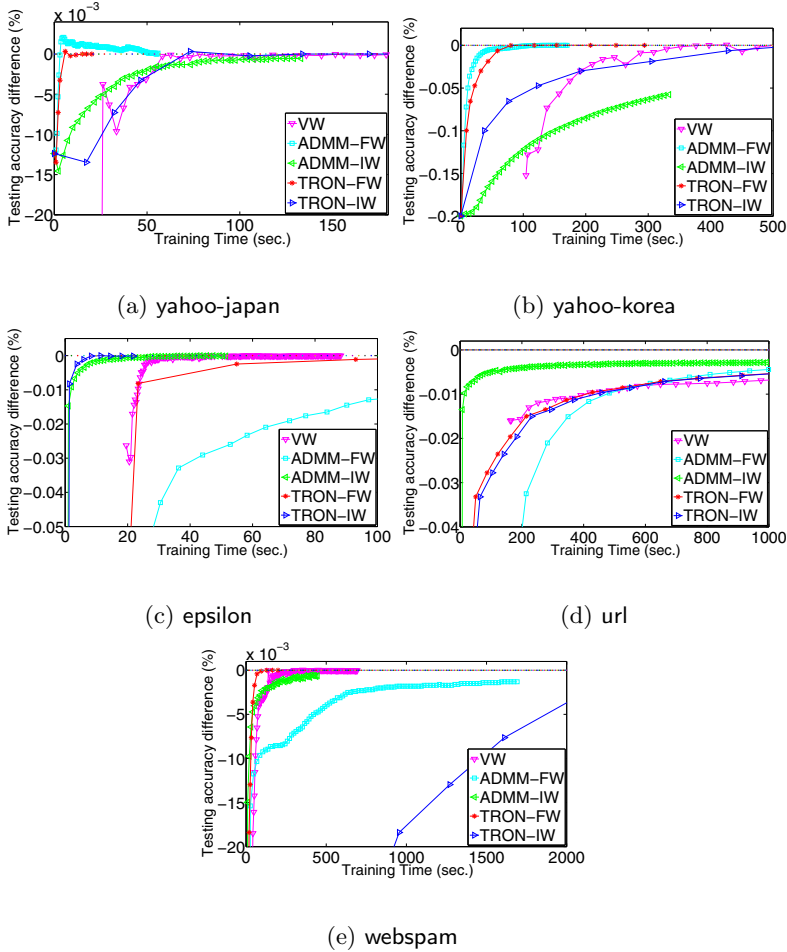 x 10⁻³
Testing accuracy difference (%)
0
−5
−10
−15
−20
VW
ADMM−FW
ADMM−IW
TRON−FW
TRON−IW
0 50 100 150
Training Time (sec.)
(a) yahoo-japan
Testing accuracy difference (%)
0
−0.05
−0.1
−0.15
−0.2
VW
ADMM−FW
ADMM−IW
TRON−FW
TRON−IW
0 100 200 300 400 500
Training Time (sec.)
(b) yahoo-korea
Testing accuracy difference (%)
0
−0.01
−0.02
−0.03
−0.04
−0.05
VW
ADMM−FW
ADMM−IW
TRON−FW
TRON−IW
0 20 40 60 80 100
Training Time (sec.)
(c) epsilon
Testing accuracy difference (%)
0
−0.01
−0.02
−0.03
−0.04
VW
ADMM−FW
ADMM−IW
TRON−FW
TRON−IW
0 200 400 600 800 1000
Training Time (sec.)
(d) url
x 10⁻³
Testing accuracy difference (%)
0
−5
−10
−15
−20
VW
ADMM−FW
ADMM−IW
TRON−FW
TRON−IW
0 500 1000 1500 2000
Training Time (sec.)
(e) webspam